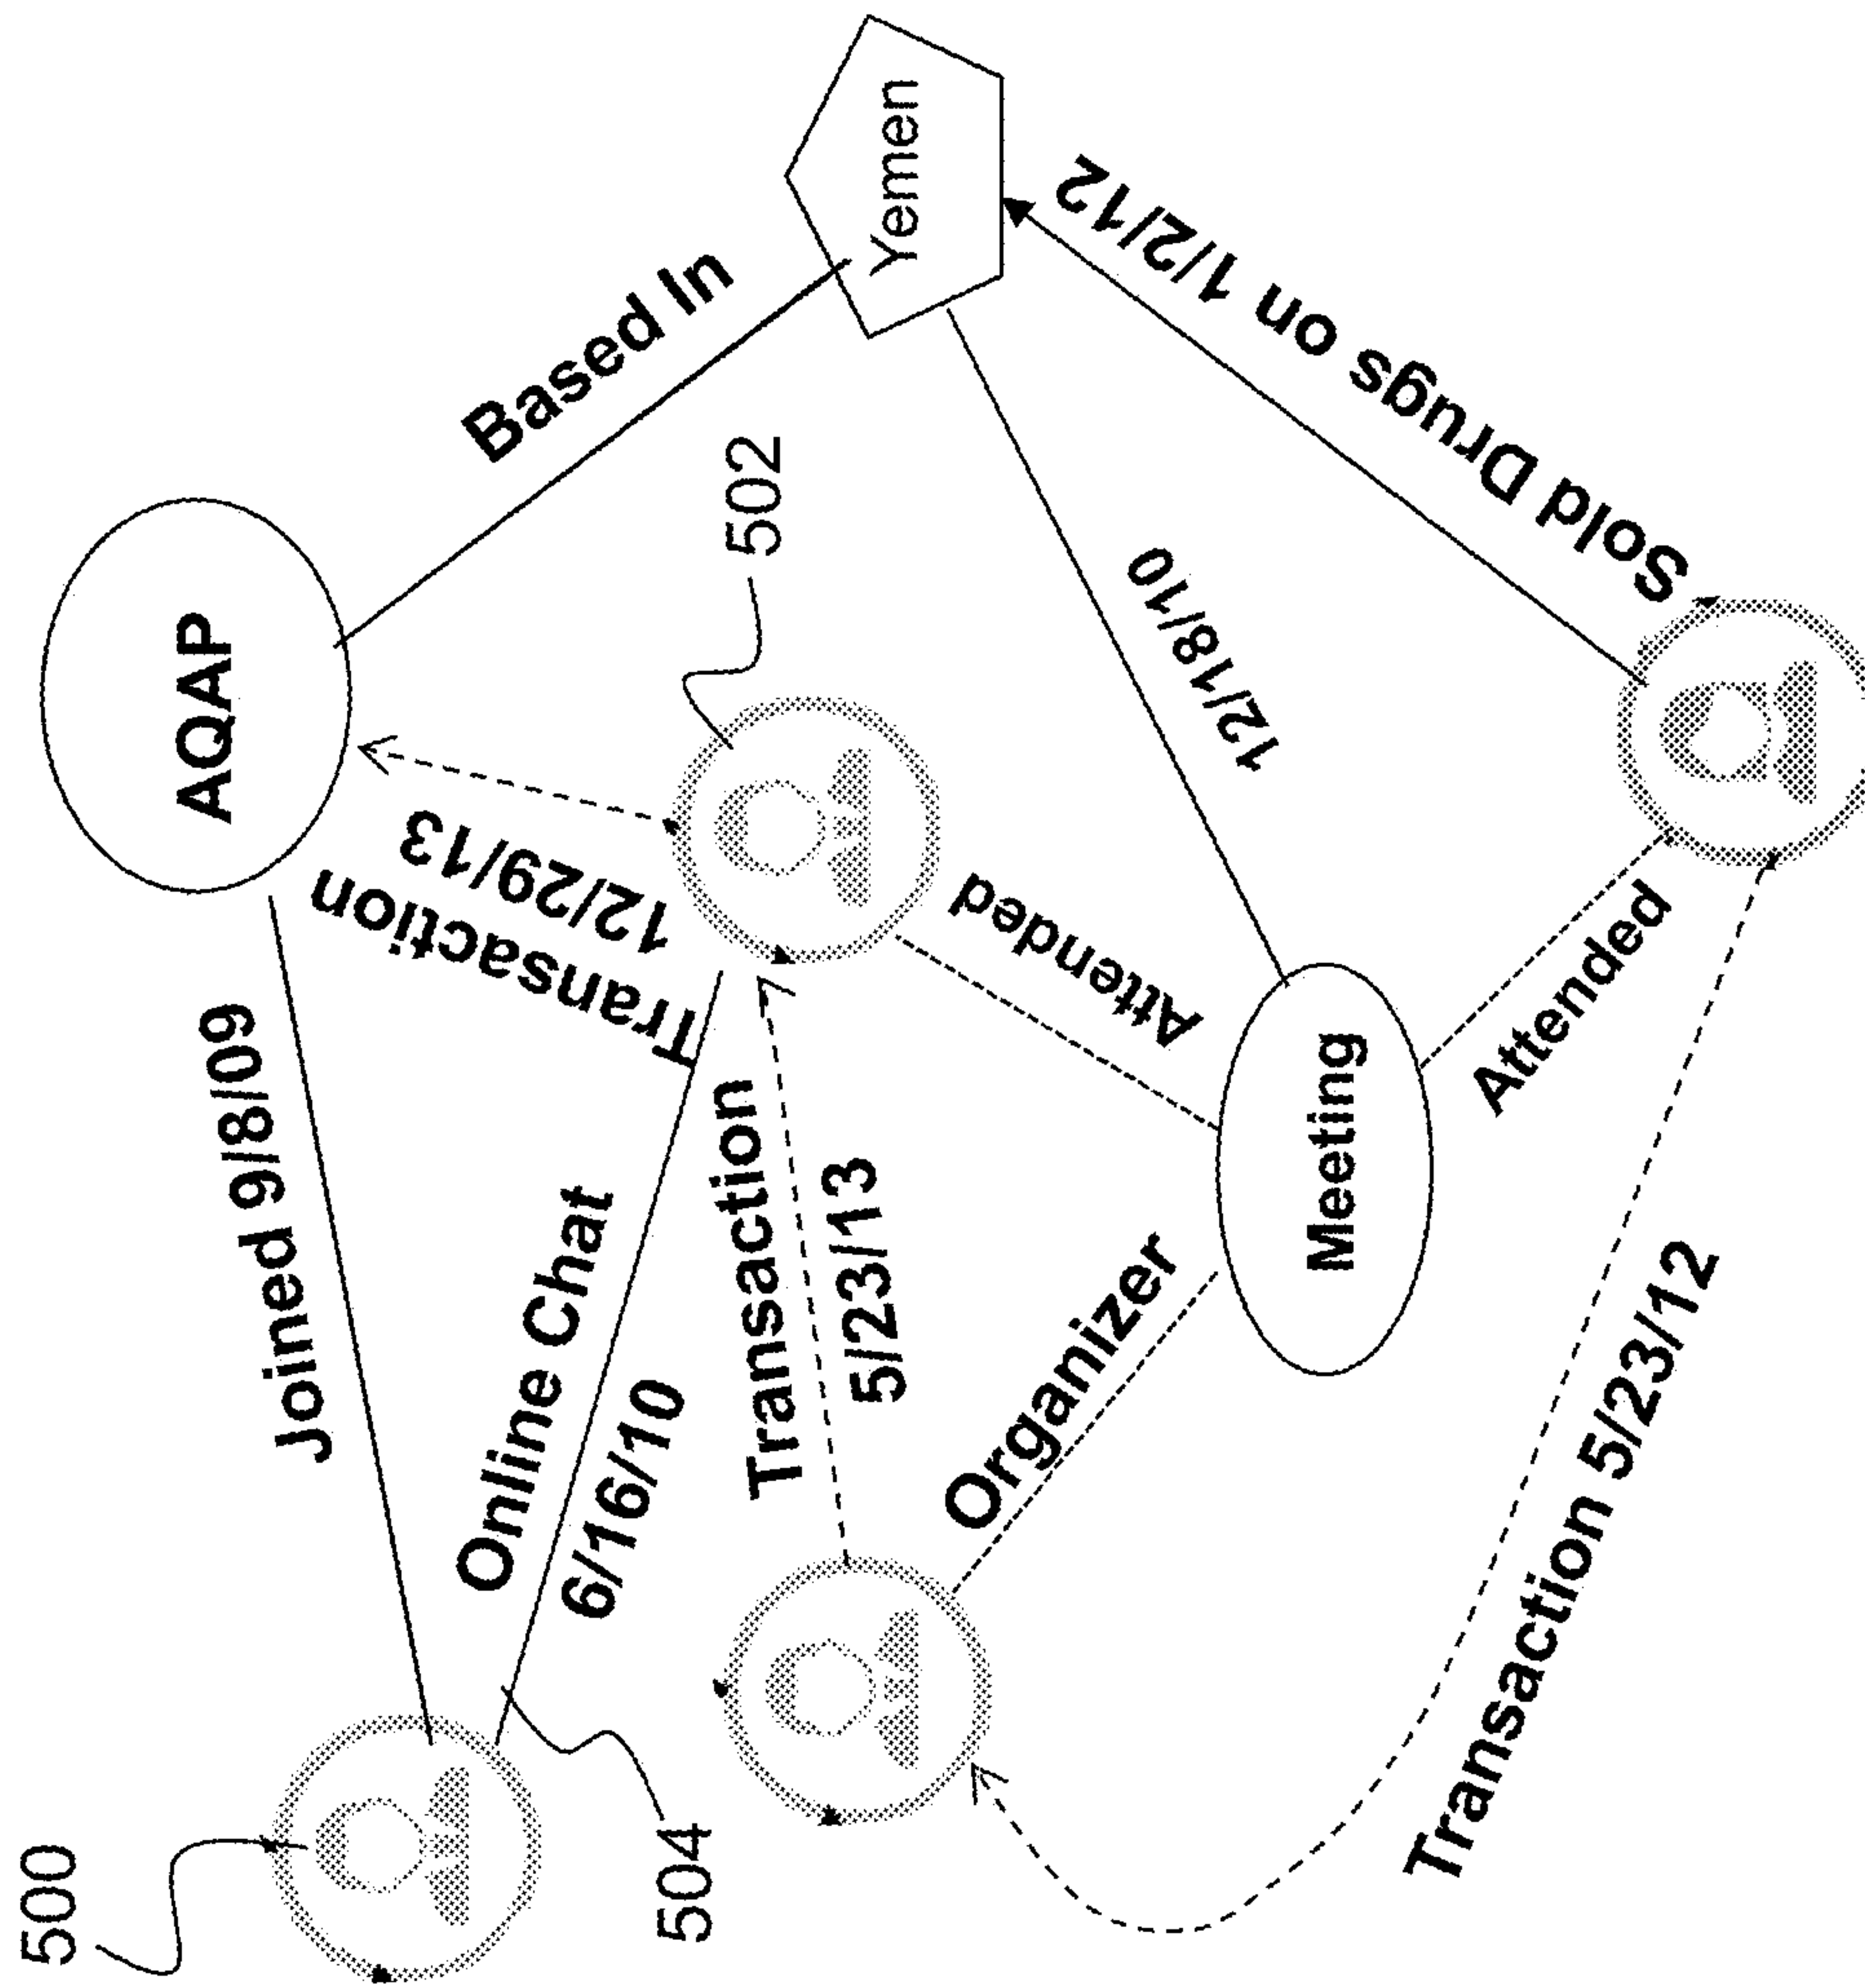 500
Joined 9/8/09
AQAP
Based In
Yemen
Online Chat
6/16/10
504
Transaction
12/29/13
502
Transaction
5/23/13
Organizer
Attended
12/18/10
Meeting
Attended
Sold Drugs on 1/2/12
Transaction 5/23/12